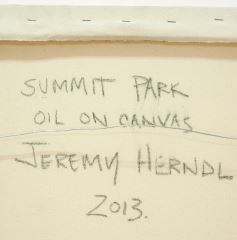 SUMMIT PARK
OIL ON CANVAS
JEREMY HERNDL
2013.